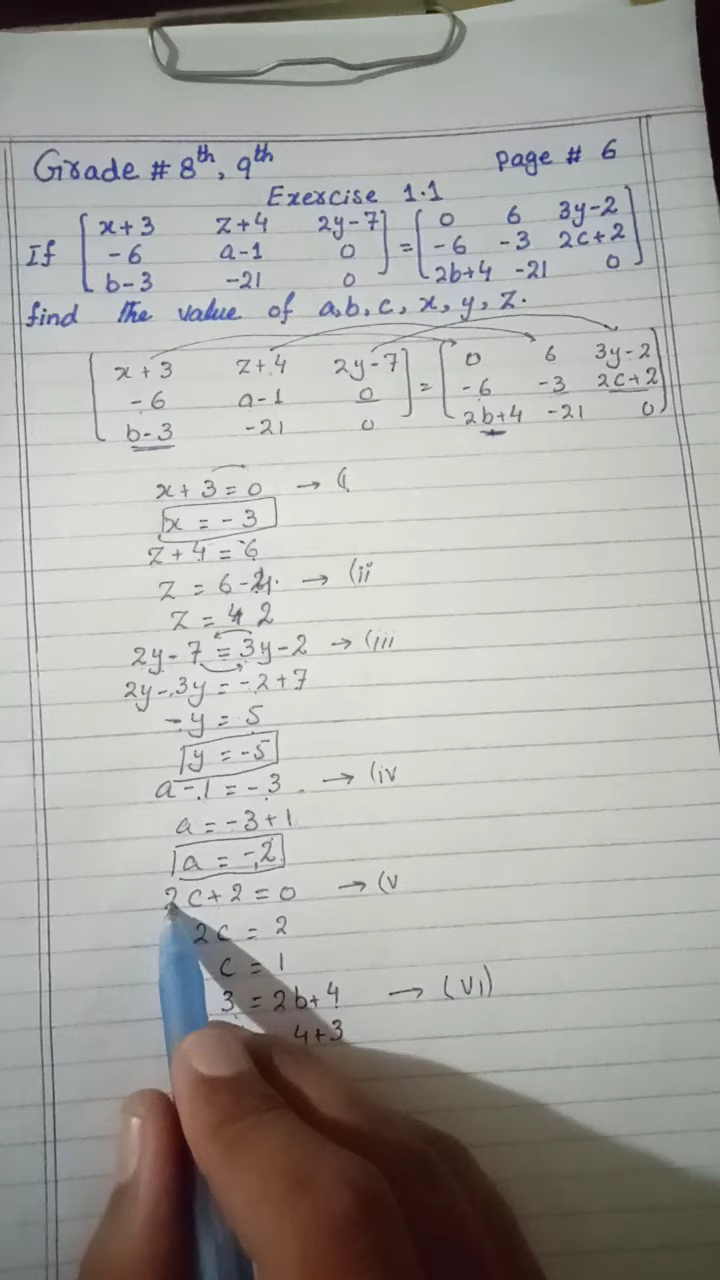 Grade # 8th, 9th page # 6
Exercise 1.1
If [ x+3 z+4 2y-7 ] = [ 0 6 3y-2 ]
-6 a-1 0 -6 -3 2c+2
b-3 -21 0 2b+4 -21 0
find the value of a,b,c,x,y,z.
[ x+3 z+4 2y-7 ] = [ 0 6 3y-2 ]
-6 a-1 0 -6 -3 2c+2
b-3 -21 0 2b+4 -21 0
x+3=0 → (i
x = -3
z+4=6
z = 6-4. → (ii
z = 2
2y-7 = 3y-2 → (iii
2y-3y=-2+7
-y = 5
y = -5
a-1=-3 → (iv
a=-3+1
a = -2
2c+2=0 → (v
2c = 2
c = 1
3 = 2b+4 → (vi)
4+3